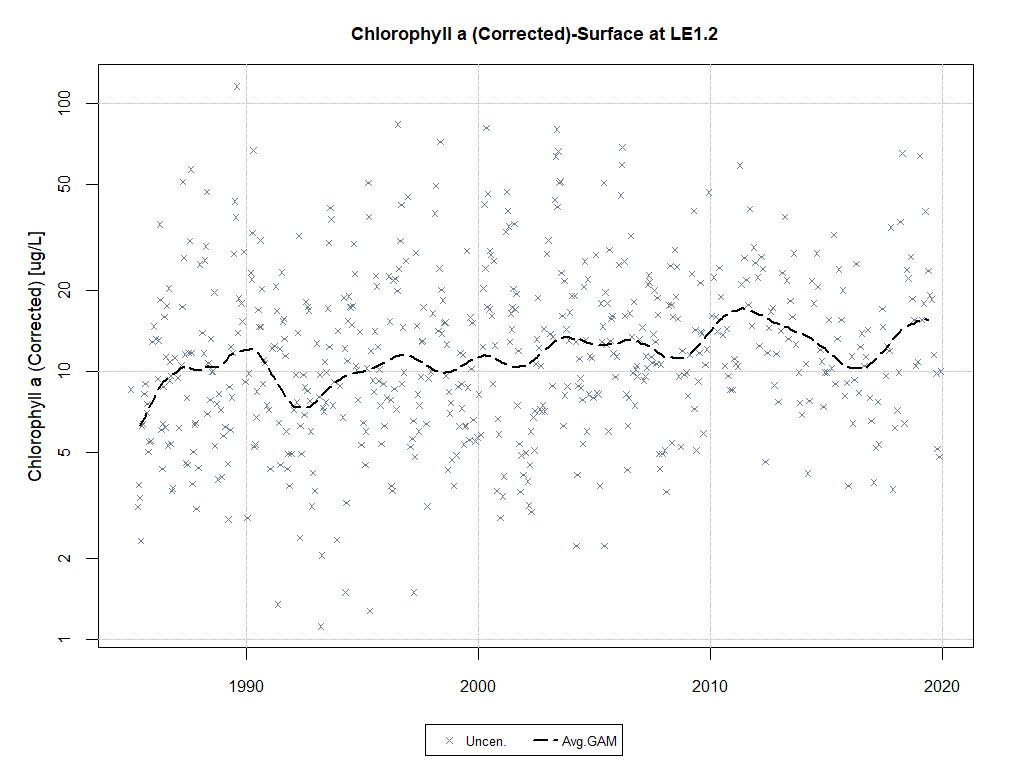 Chlorophyll a (Corrected)-Surface at LE1.2
Chlorophyll a (Corrected) [ug/L]
100
50
20
10
5
2
1
1990 2000 2010 2020
Uncen. Avg.GAM